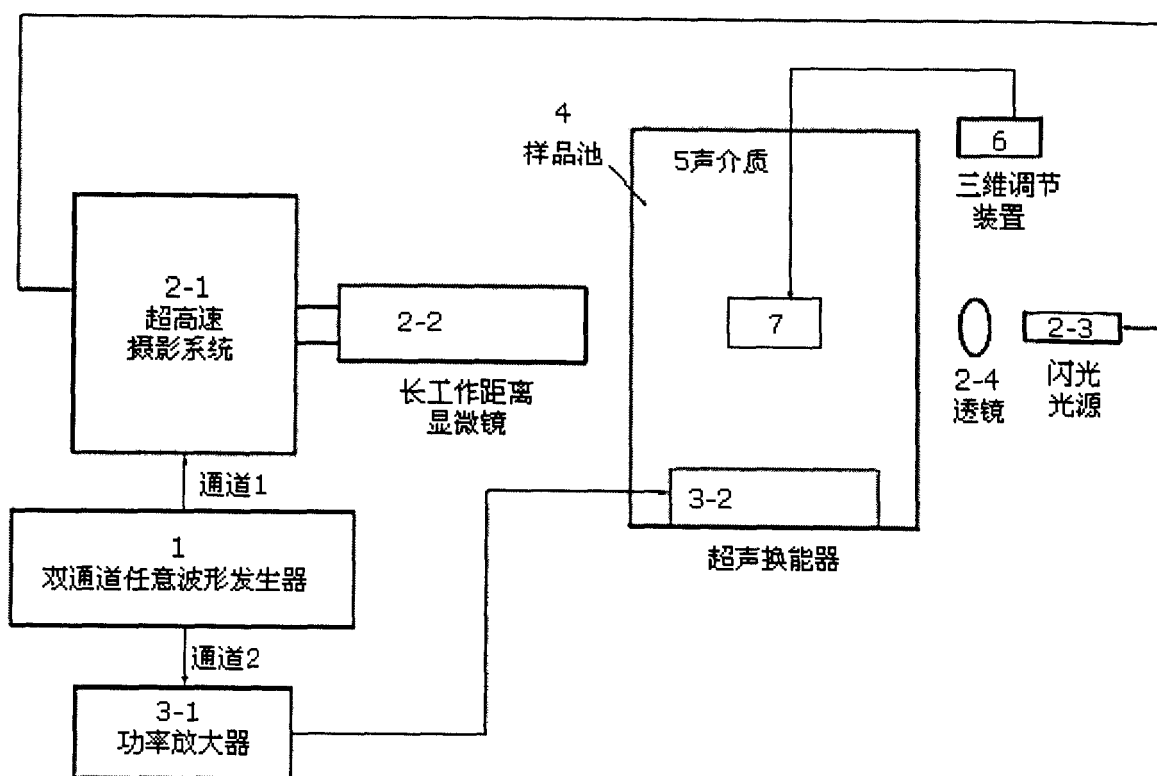 4
样品池
5声介质
6
三维调节
装置
2-1
超高速
摄影系统
2-2
长工作距离
显微镜
7
2-4
透镜
2-3
闪光
光源
通道1
1
双通道任意波形发生器
通道2
3-1
功率放大器
3-2
超声换能器